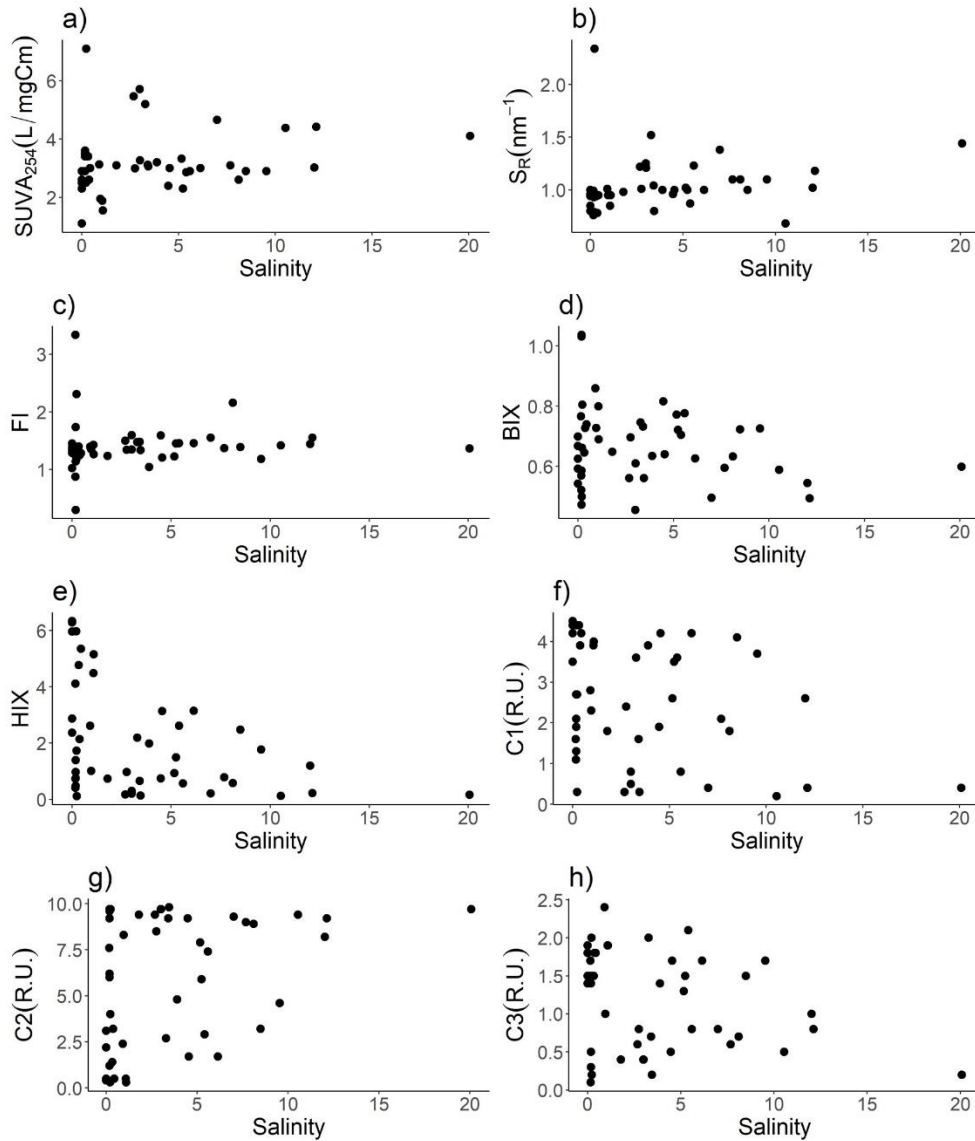 a)
SUVA₂₅₄(L/mgCm)
6
4
2
0 5 10 15 20
Salinity
b)
S_R(nm⁻¹)
2.0
1.5
1.0
0 5 10 15 20
Salinity
c)
FI
3
2
1
0 5 10 15 20
Salinity
d)
BIX
1.0
0.8
0.6
0 5 10 15 20
Salinity
e)
HIX
6
4
2
0
0 5 10 15 20
Salinity
f)
C1(R.U.)
4
3
2
1
0
0 5 10 15 20
Salinity
g)
C2(R.U.)
10.0
7.5
5.0
2.5
0.0
0 5 10 15 20
Salinity
h)
C3(R.U.)
2.5
2.0
1.5
1.0
0.5
0.0
0 5 10 15 20
Salinity